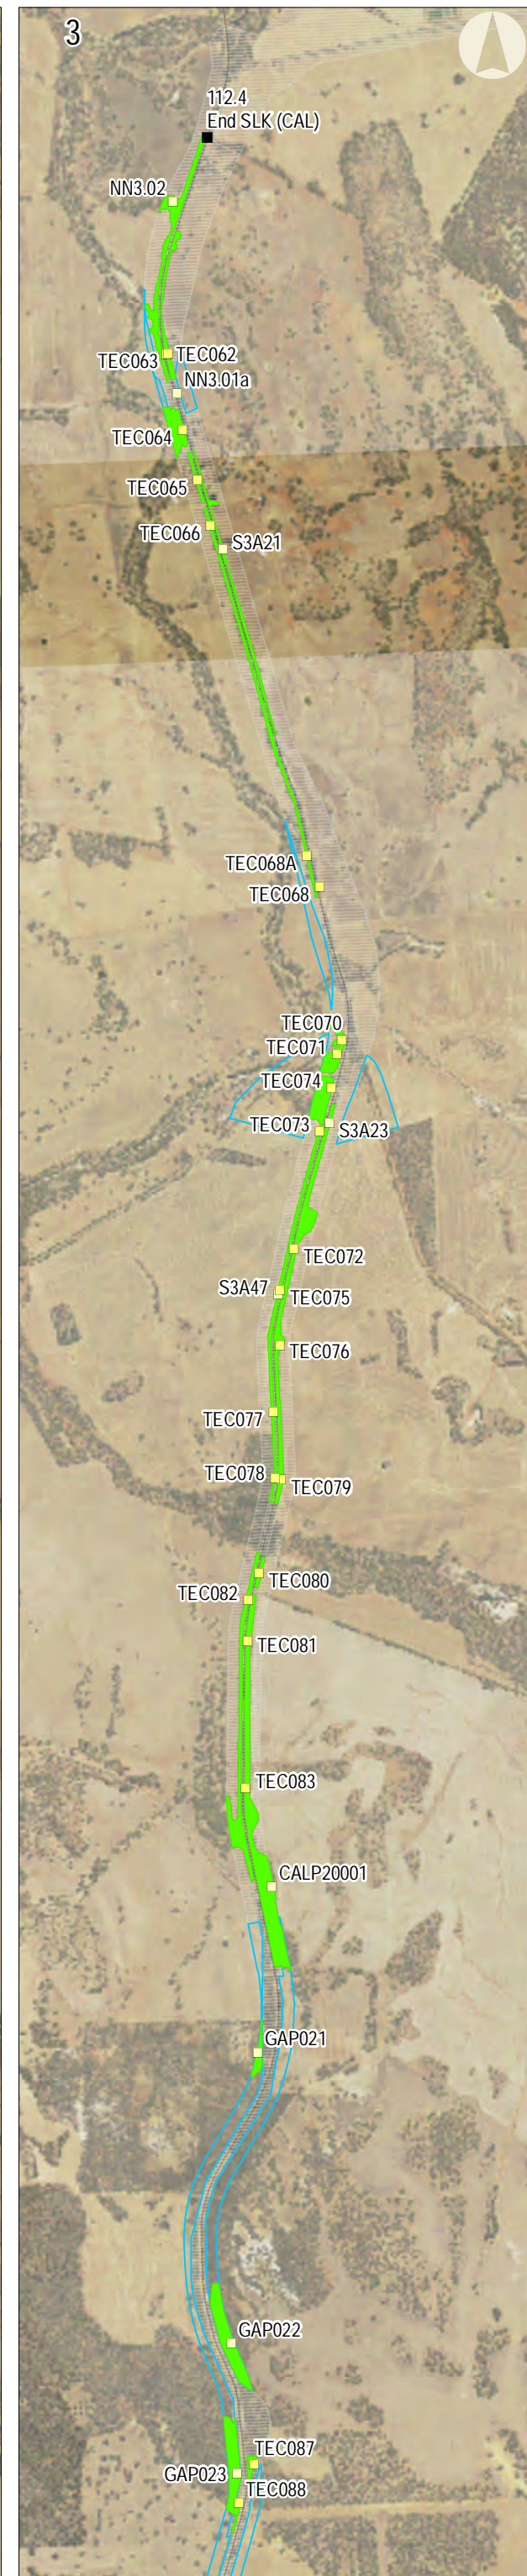 3
112.4
End SLK (CAL)
NN3.02
TEC062
TEC063
NN3.01a
TEC064
TEC065
TEC066
S3A21
TEC068A
TEC068
TEC070
TEC071
TEC074
TEC073
S3A23
TEC072
S3A47
TEC075
TEC076
TEC077
TEC078
TEC079
TEC080
TEC082
TEC081
TEC083
CALP20001
GAP021
GAP022
TEC087
GAP023
TEC088